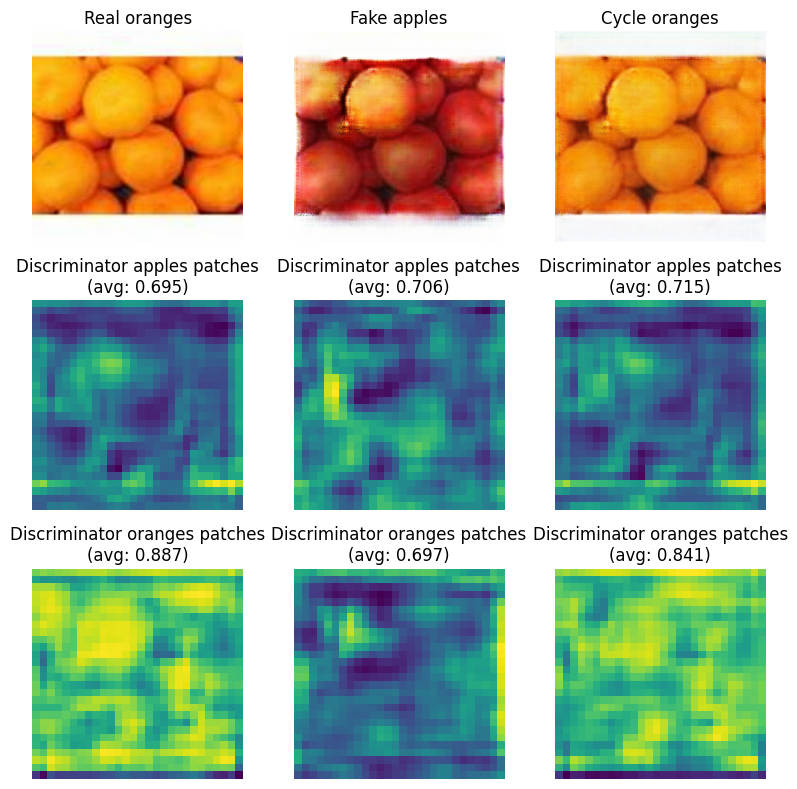 Real oranges
Fake apples
Cycle oranges
Discriminator apples patches
(avg: 0.695)
Discriminator apples patches
(avg: 0.706)
Discriminator apples patches
(avg: 0.715)
Discriminator oranges patches
(avg: 0.887)
Discriminator oranges patches
(avg: 0.697)
Discriminator oranges patches
(avg: 0.841)